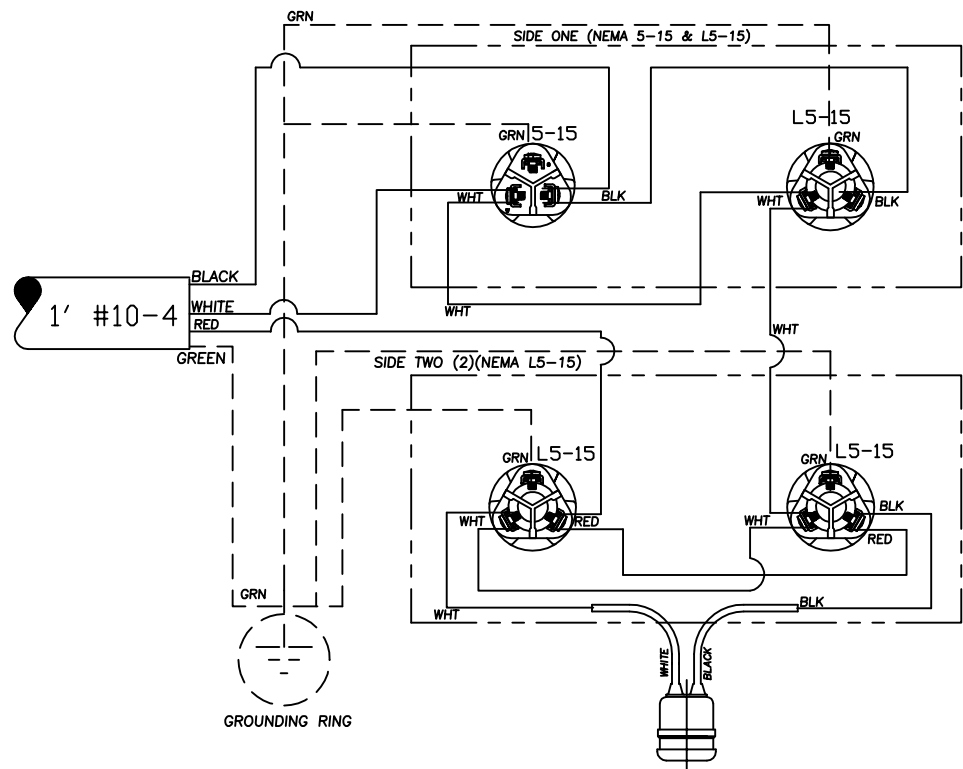 GRN
SIDE ONE (NEMA 5-15 & L5-15)
GRN 5-15
L5-15
GRN
WHT
BLK
WHT
BLK
BLACK
1' #10-4
WHITE
WHT
RED
WHT
GREEN
SIDE TWO (2)(NEMA L5-15)
GRN L5-15
GRN L5-15
WHT
RED
WHT
BLK
RED
GRN
WHT
BLK
WHITE
BLACK
GROUNDING RING